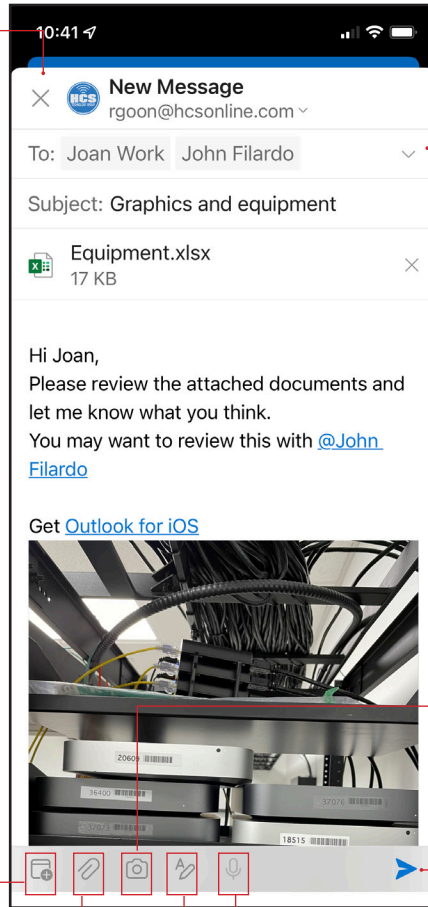 10:41
HCS
New Message
rgoon@hcsonline.com
To: Joan Work John Filardo
Subject: Graphics and equipment
Equipment.xlsx
17 KB
Hi Joan,
Please review the attached documents and
let me know what you think.
You may want to review this with @John
Filardo
Get Outlook for iOS
20609
36400
37076
37073
18515